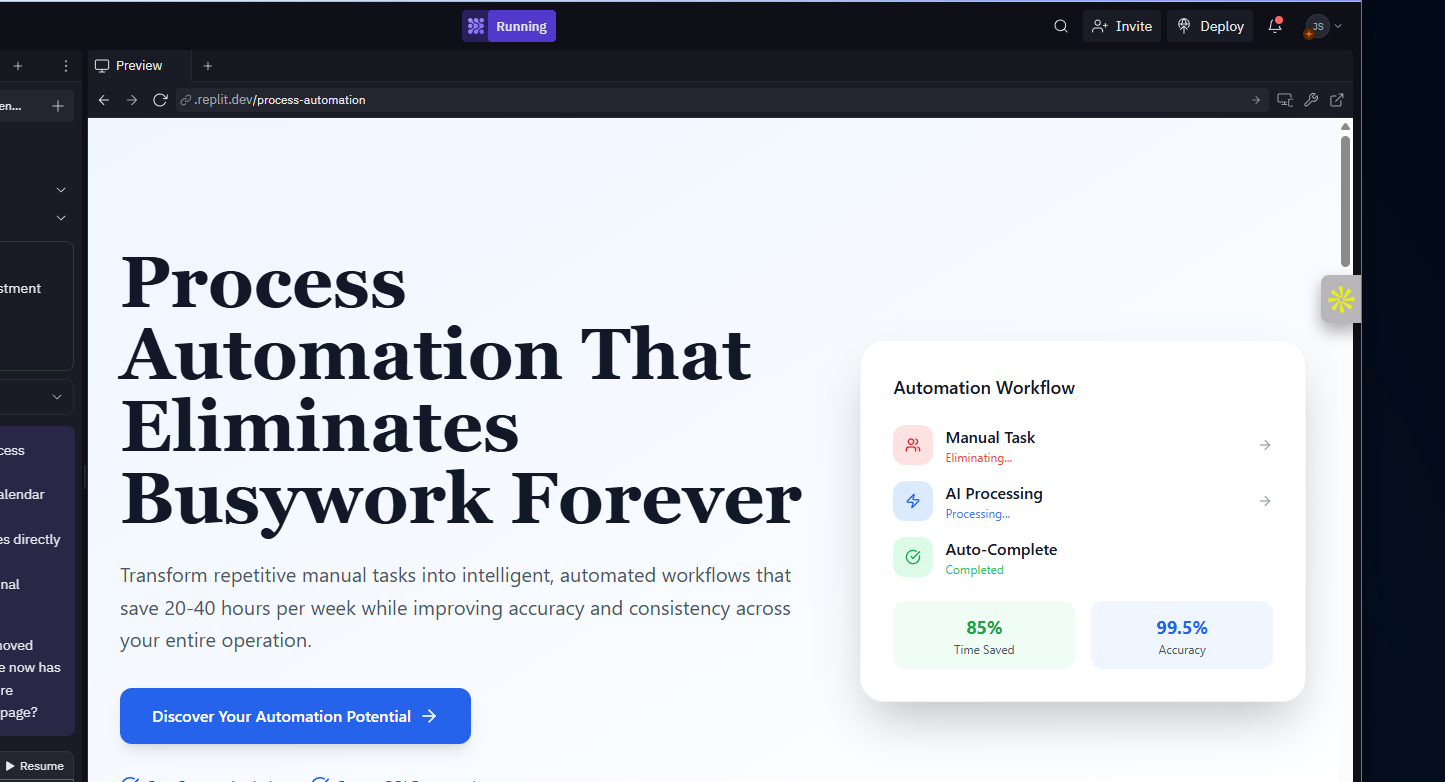 Running
Invite
Deploy
JS
Preview
.replit.dev/process-automation
en...
stment
cess
alendar
es directly
nal
noved
e now has
re
page?
Resume
Process
Automation That
Eliminates
Busywork Forever
Transform repetitive manual tasks into intelligent, automated workflows that
save 20-40 hours per week while improving accuracy and consistency across
your entire operation.
Discover Your Automation Potential
Automation Workflow
Manual Task
Eliminating...
AI Processing
Processing...
Auto-Complete
Completed
85%
Time Saved
99.5%
Accuracy